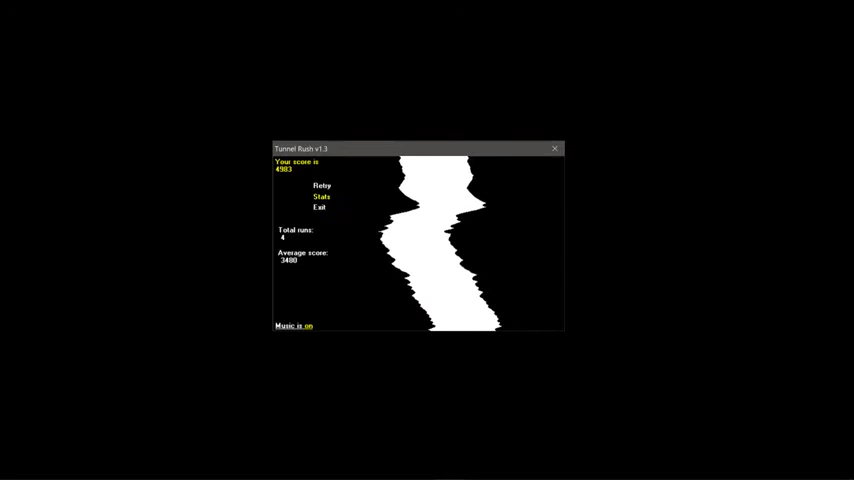 Tunnel Rush v1.3
Your score is
4983
Retry
Stats
Exit
Total runs:
4
Average score:
3480
Music is on